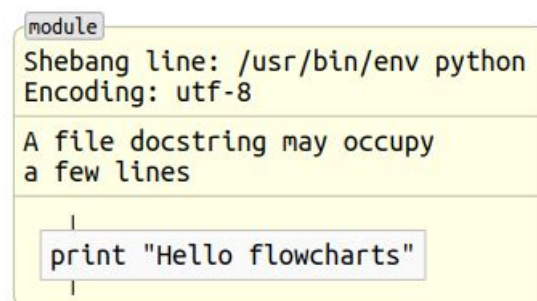 module
Shebang line: /usr/bin/env python
Encoding: utf-8
A file docstring may occupy
a few lines
print "Hello flowcharts"